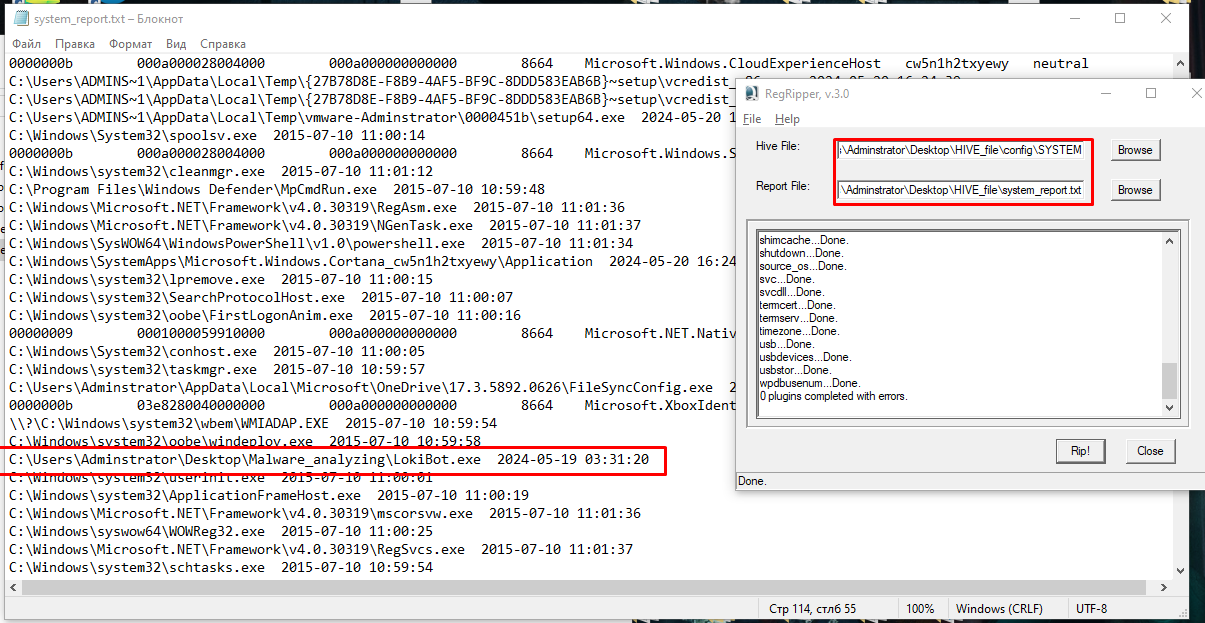 system_report.txt – Блокнот
Файл Правка Формат Вид Справка
0000000b 000a000028004000 000a000000000000 8664 Microsoft.Windows.CloudExperienceHost cw5n1h2txyewy neutral
C:\Users\ADMINS~1\AppData\Local\Temp\{27B78D8E-F8B9-4AF5-BF9C-8DDD583EAB6B}~setup\vcredist_
C:\Users\ADMINS~1\AppData\Local\Temp\{27B78D8E-F8B9-4AF5-BF9C-8DDD583EAB6B}~setup\vcredist_
C:\Users\ADMINS~1\AppData\Local\Temp\vmware-Adminstrator\0000451b\setup64.exe 2024-05-20 1
C:\Windows\System32\spoolsv.exe 2015-07-10 11:00:14
0000000b 000a000028004000 000a000000000000 8664 Microsoft.Windows.S
C:\Windows\system32\cleanmgr.exe 2015-07-10 11:01:12
C:\Program Files\Windows Defender\MpCmdRun.exe 2015-07-10 10:59:48
C:\Windows\Microsoft.NET\Framework\v4.0.30319\RegAsm.exe 2015-07-10 11:01:36
C:\Windows\Microsoft.NET\Framework\v4.0.30319\NGenTask.exe 2015-07-10 11:01:37
C:\Windows\SysWOW64\WindowsPowerShell\v1.0\powershell.exe 2015-07-10 11:01:34
C:\Windows\SystemApps\Microsoft.Windows.Cortana_cw5n1h2txyewy\Application 2024-05-20 16:24
C:\Windows\system32\lpremove.exe 2015-07-10 11:00:15
C:\Windows\system32\SearchProtocolHost.exe 2015-07-10 11:00:07
C:\Windows\system32\oobe\FirstLogonAnim.exe 2015-07-10 11:00:16
00000009 0001000059910000 000a000000000000 8664 Microsoft.NET.Nativ
C:\Windows\System32\conhost.exe 2015-07-10 11:00:05
C:\Windows\system32\taskmgr.exe 2015-07-10 10:59:57
C:\Users\Adminstrator\AppData\Local\Microsoft\OneDrive\17.3.5892.0626\FileSyncConfig.exe 2
0000000b 03e8280040000000 000a000000000000 8664 Microsoft.XboxIdent
\\?\C:\Windows\system32\wbem\WMIADAP.EXE 2015-07-10 10:59:54
C:\Windows\system32\oobe\windeploy.exe 2015-07-10 10:59:58
C:\Users\Adminstrator\Desktop\Malware_analyzing\LokiBot.exe 2024-05-19 03:31:20
C:\Windows\system32\userinit.exe 2015-07-10 11:00:01
C:\Windows\system32\ApplicationFrameHost.exe 2015-07-10 11:00:19
C:\Windows\Microsoft.NET\Framework\v4.0.30319\mscorsvw.exe 2015-07-10 11:01:36
C:\Windows\syswow64\WOWReg32.exe 2015-07-10 11:00:25
C:\Windows\Microsoft.NET\Framework\v4.0.30319\RegSvcs.exe 2015-07-10 11:01:37
C:\Windows\system32\schtasks.exe 2015-07-10 10:59:54
Стр 114, стлб 55 100% Windows (CRLF) UTF-8
RegRipper, v.3.0
File Help
Hive File: :\Adminstrator\Desktop\HIVE_file\config\SYSTEM Browse
Report File: \Adminstrator\Desktop\HIVE_file\system_report.txt Browse
shimcache...Done.
shutdown...Done.
source_os...Done.
svc...Done.
svcdll...Done.
termcert...Done.
termserv...Done.
timezone...Done.
usb...Done.
usbdevices...Done.
usbstor...Done.
wpdbusenum...Done.
0 plugins completed with errors.
Rip! Close
Done.